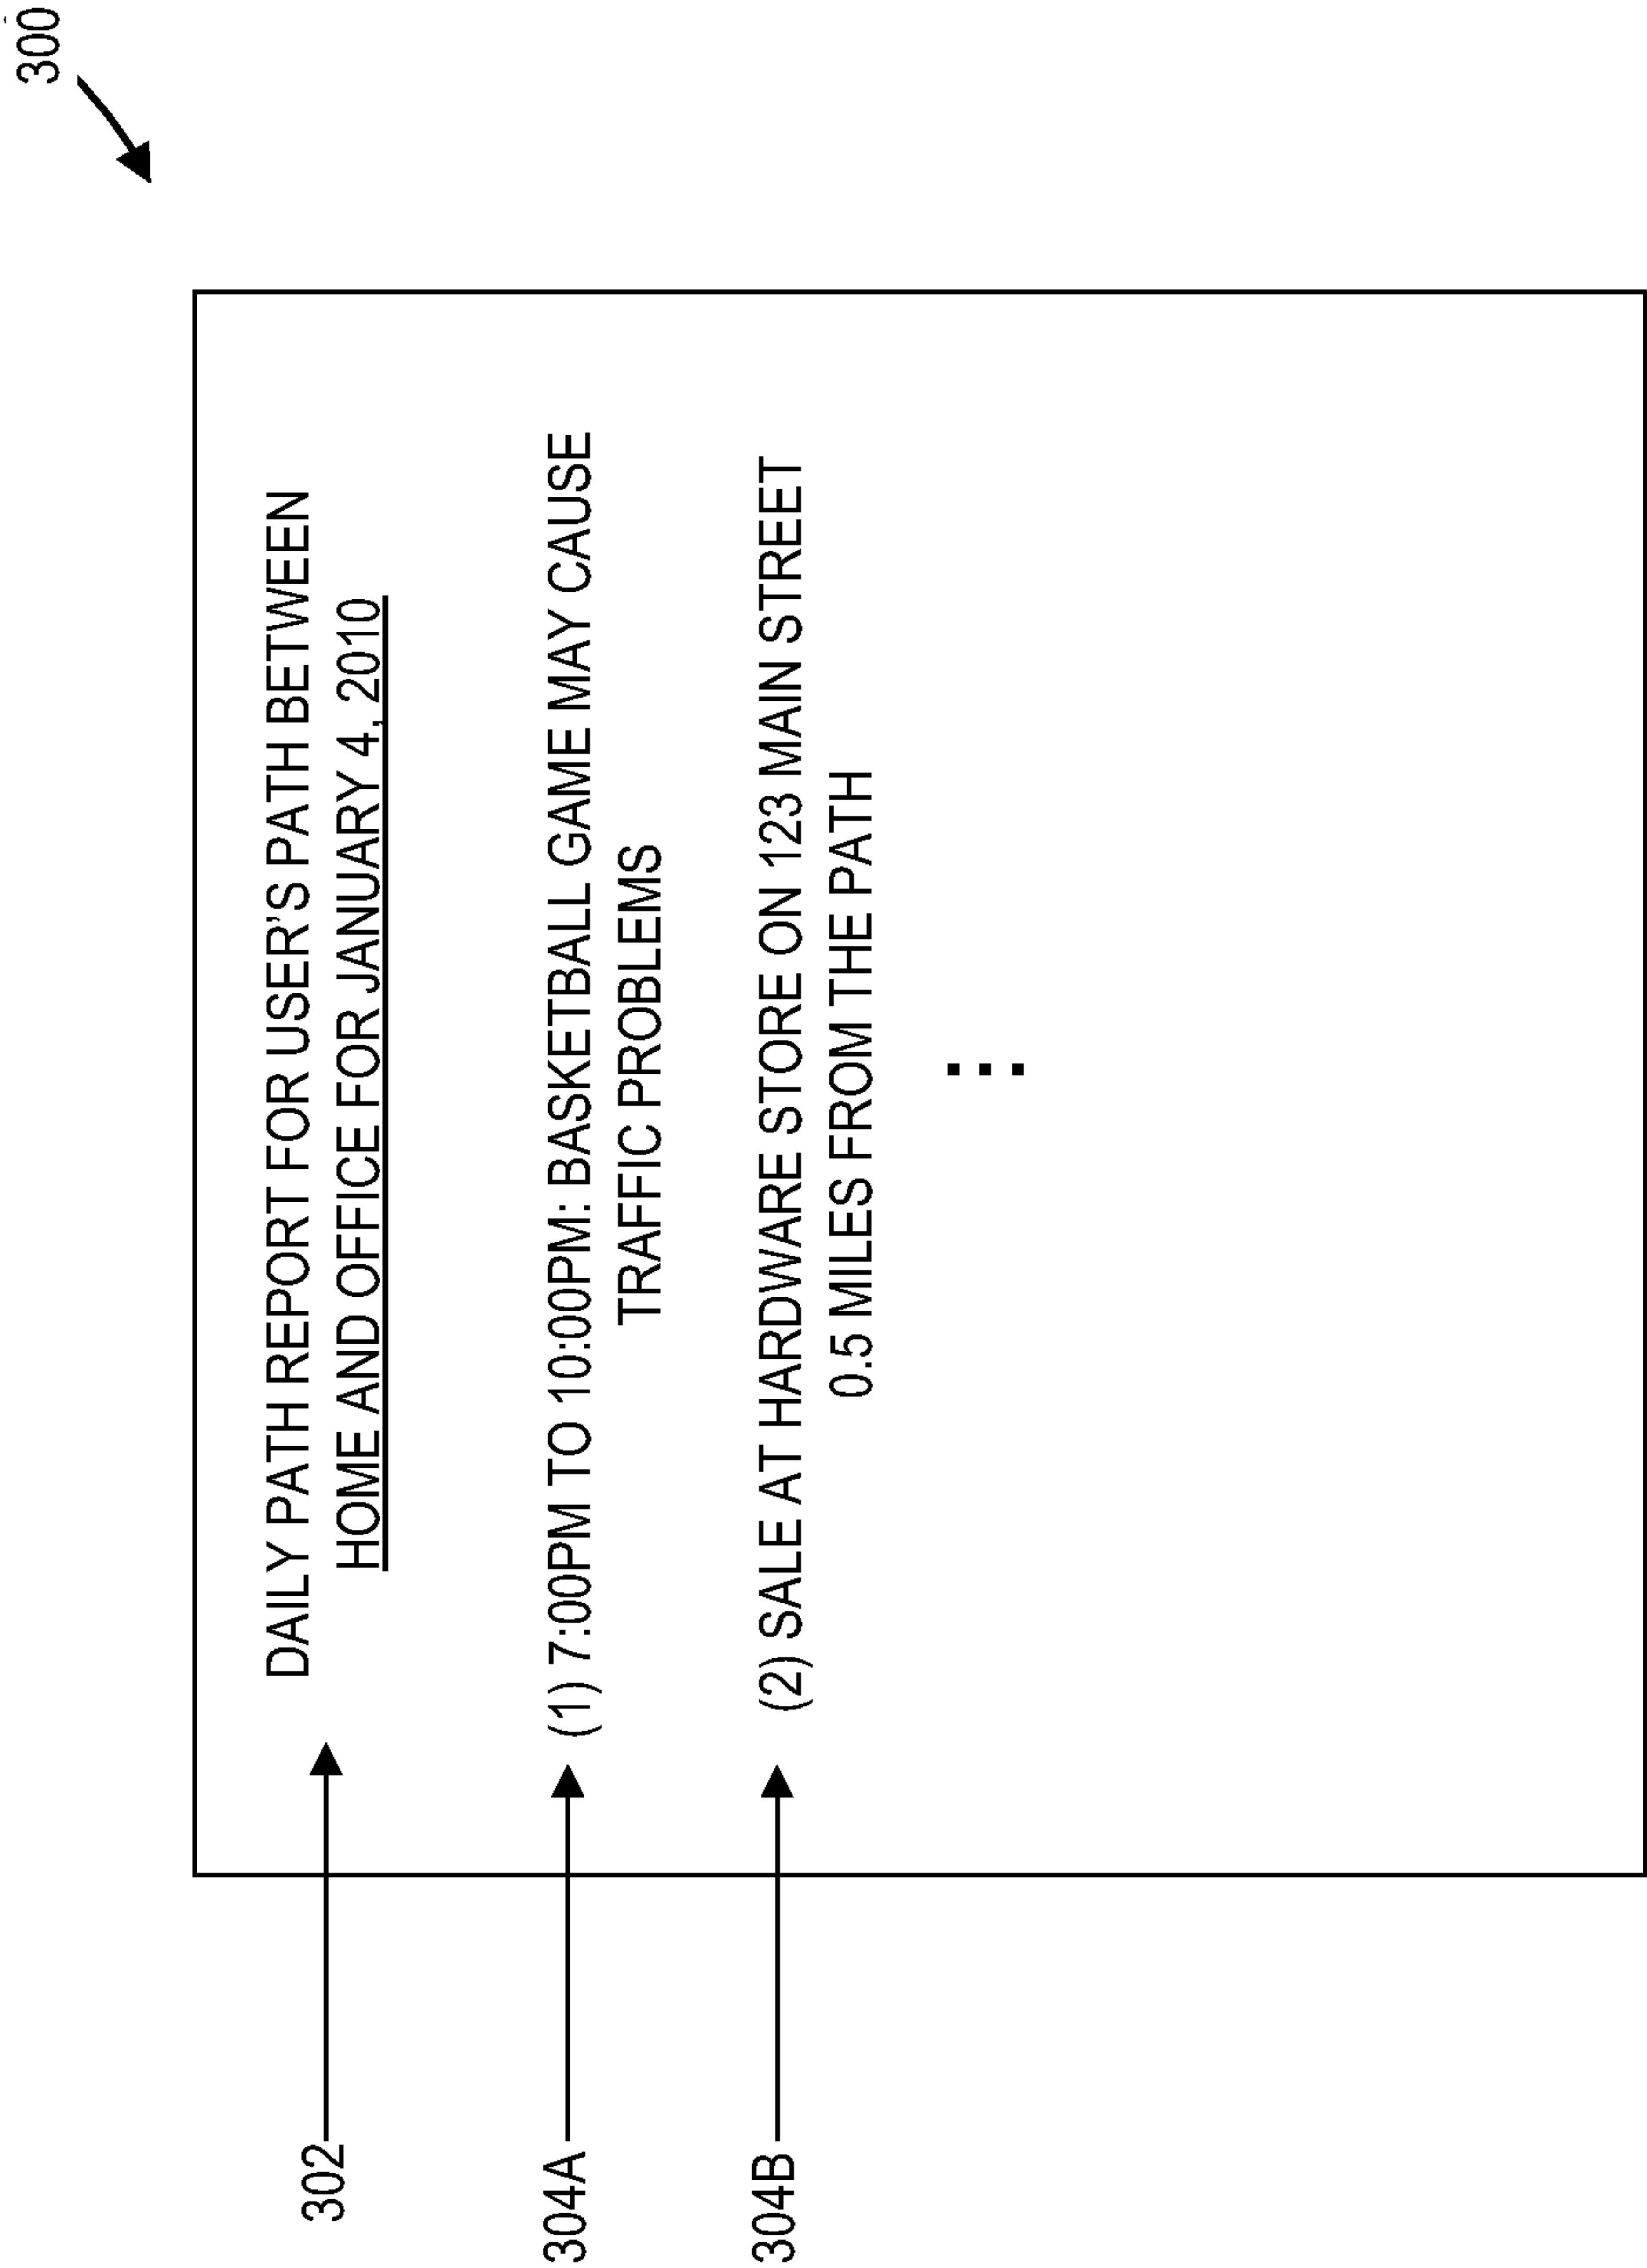 300
302
DAILY PATH REPORT FOR USER'S PATH BETWEEN
HOME AND OFFICE FOR JANUARY 4, 2010
304A
(1) 7:00PM TO 10:00PM: BASKETBALL GAME MAY CAUSE
TRAFFIC PROBLEMS
304B
(2) SALE AT HARDWARE STORE ON 123 MAIN STREET
0.5 MILES FROM THE PATH